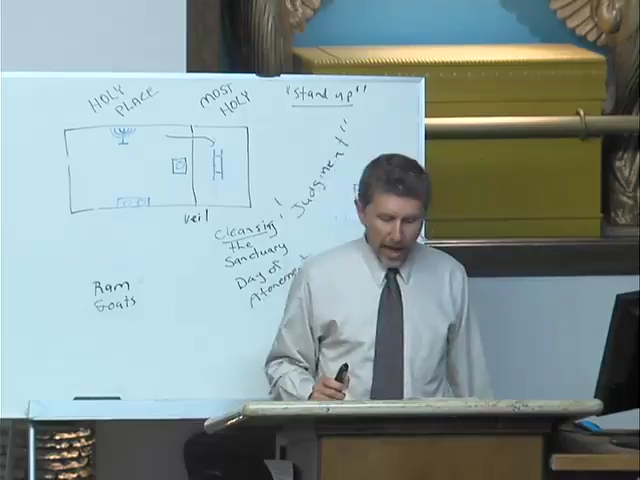 HOLY
PLACE
MOST
HOLY
"Stand up"
veil
Cleansing
the
Sanctuary
Day of
Atonement
"Judgment"
Ram
Goats